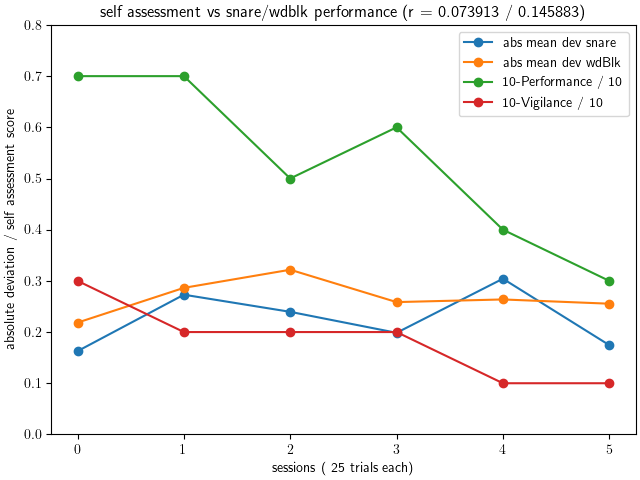 self assessment vs snare/wdblk performance (r = 0.073913 / 0.145883)
abs mean dev snare
abs mean dev wdBlk
10-Performance / 10
10-Vigilance / 10
absolute deviation / self assessment score
0.8
0.7
0.6
0.5
0.4
0.3
0.2
0.1
0.0
0 1 2 3 4 5
sessions ( 25 trials each)